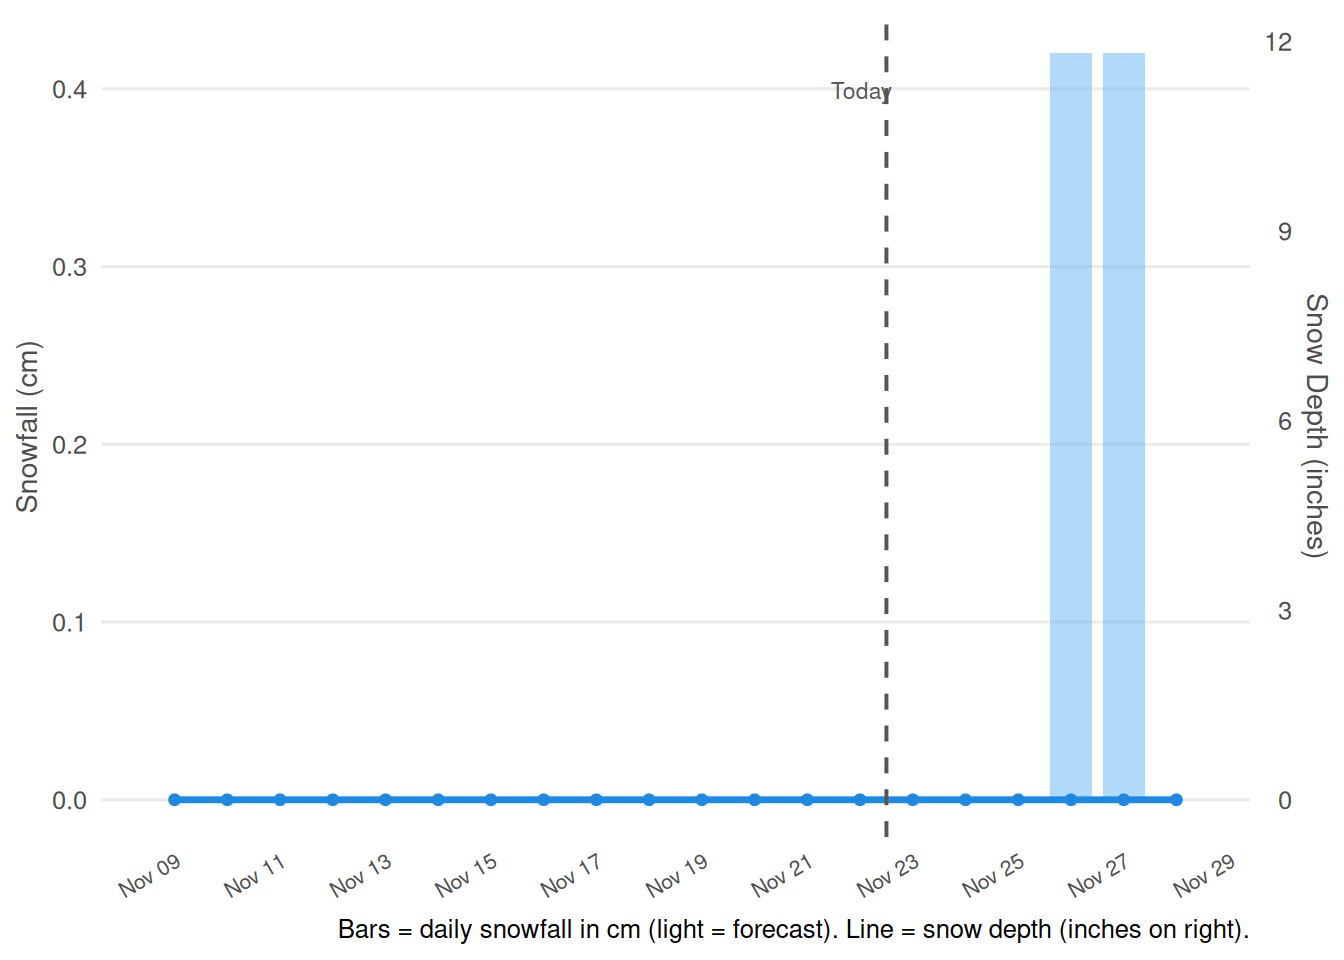 12
0.4
Today
9
0.3
Snowfall (cm)
Snow Depth (inches)
6
0.2
3
0.1
0.0
0
Nov 09
Nov 11
Nov 13
Nov 15
Nov 17
Nov 19
Nov 21
Nov 23
Nov 25
Nov 27
Nov 29
Bars = daily snowfall in cm (light = forecast). Line = snow depth (inches on right).